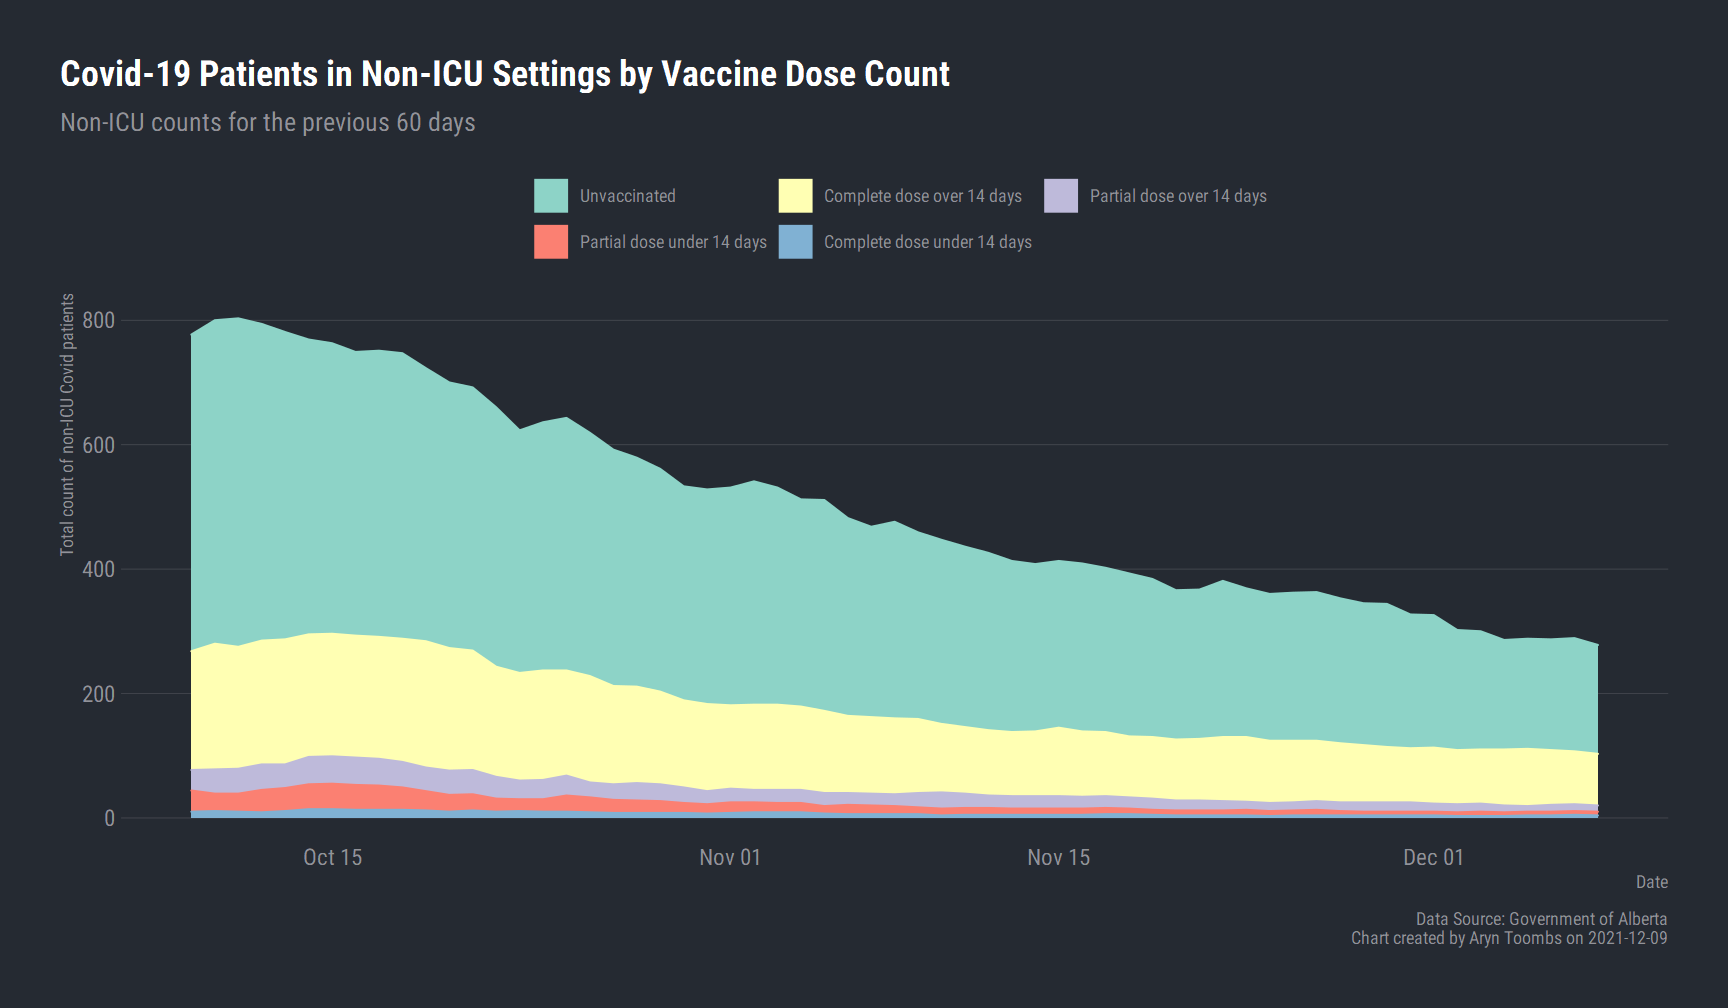 Covid-19 Patients in Non-ICU Settings by Vaccine Dose Count
Non-ICU counts for the previous 60 days
Unvaccinated
Complete dose over 14 days
Partial dose over 14 days
Partial dose under 14 days
Complete dose under 14 days
Total count of non-ICU Covid patients
800
600
400
200
0
Oct 15
Nov 01
Nov 15
Dec 01
Date
Data Source: Government of Alberta
Chart created by Aryn Toombs on 2021-12-09